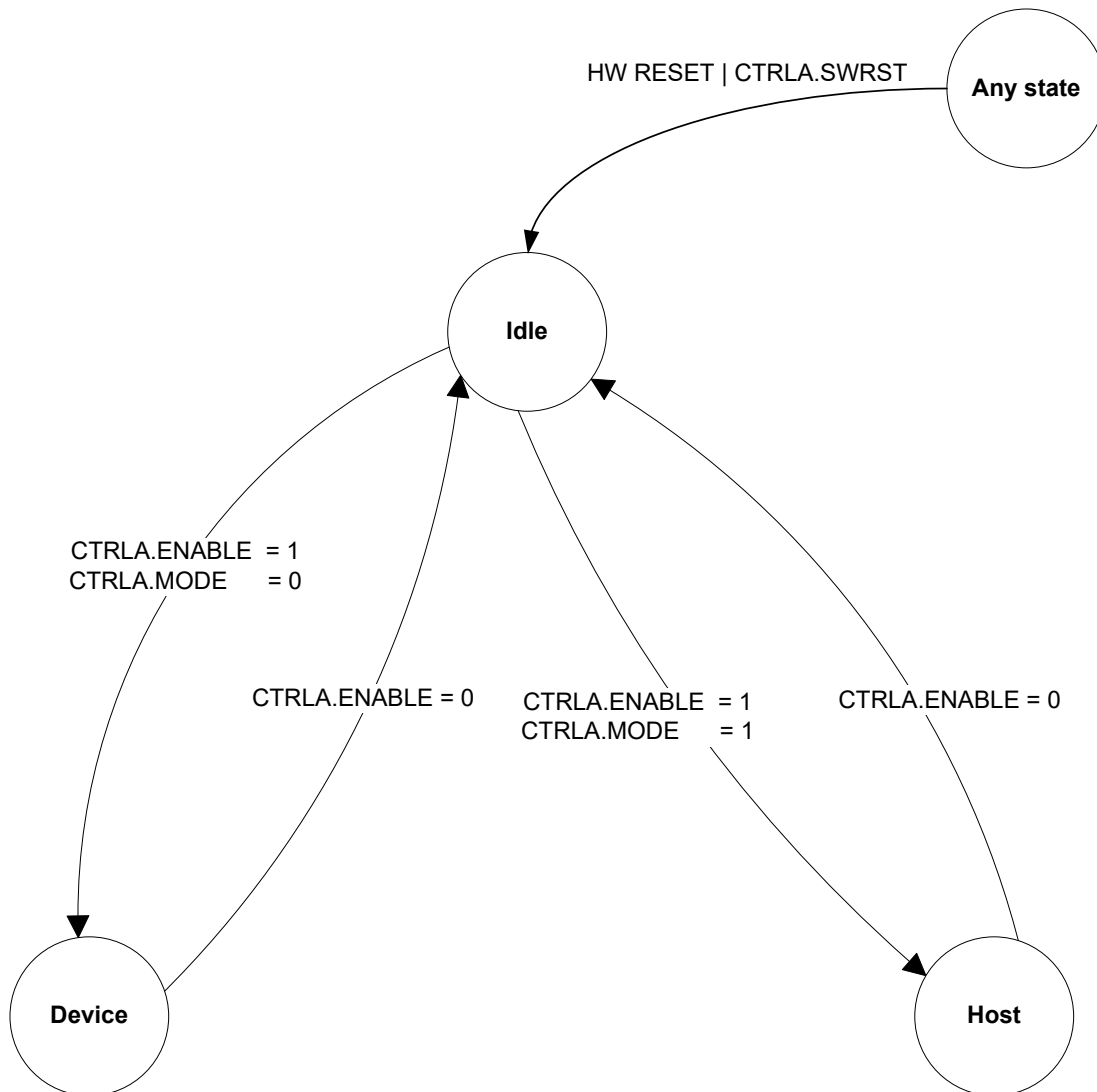 HW RESET | CTRLA.SWRST
Any state
Idle
CTRLA.ENABLE = 1
CTRLA.MODE = 0
CTRLA.ENABLE = 0
CTRLA.ENABLE = 1
CTRLA.MODE = 1
CTRLA.ENABLE = 0
Device
Host